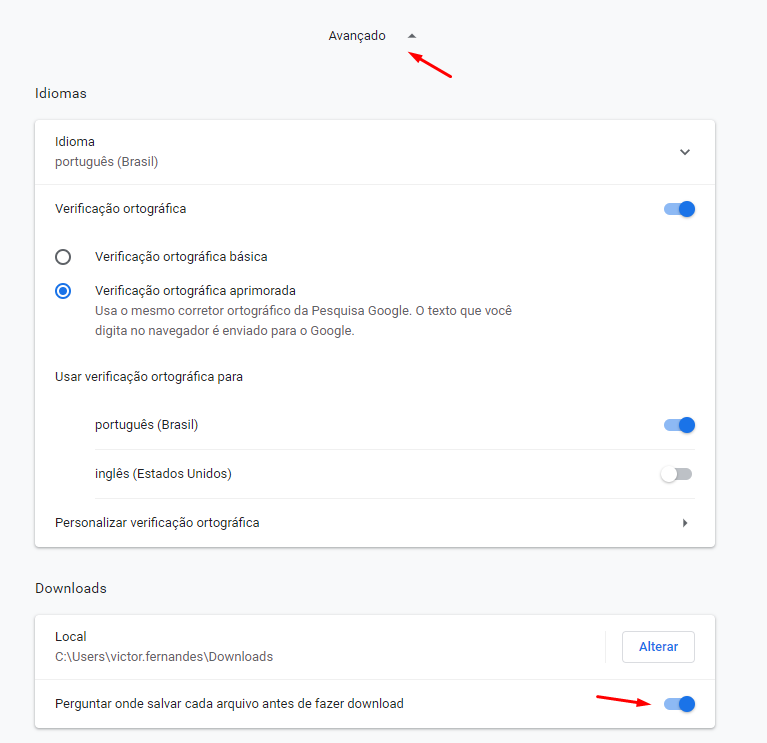 Avançado
Idiomas
Idioma
português (Brasil)
Verificação ortográfica
Verificação ortográfica básica
Verificação ortográfica aprimorada
Usa o mesmo corretor ortográfico da Pesquisa Google. O texto que você
digita no navegador é enviado para o Google.
Usar verificação ortográfica para
português (Brasil)
inglês (Estados Unidos)
Personalizar verificação ortográfica
Downloads
Local
C:\Users\victor.fernandes\Downloads
Alterar
Perguntar onde salvar cada arquivo antes de fazer download